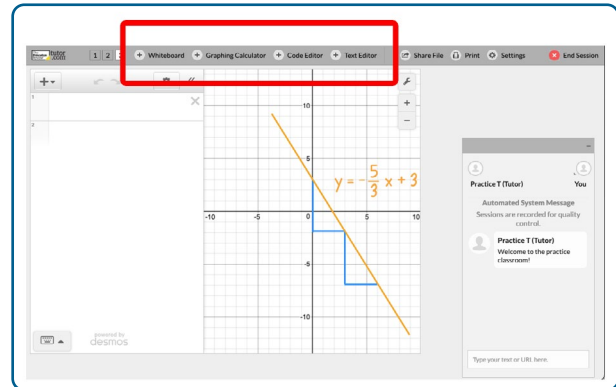 tutor
.com
1 2 3 Whiteboard Graphing Calculator Code Editor Text Editor Share File Print Settings End Session
1
2
10
5
-10 -5 0 5 10
-5
-10
y = -5/3 x + 3
powered by
desmos
Practice T (Tutor) You
Automated System Message
Sessions are recorded for quality
control.
Practice T (Tutor)
Welcome to the practice
classroom!
Type your text or URL here.